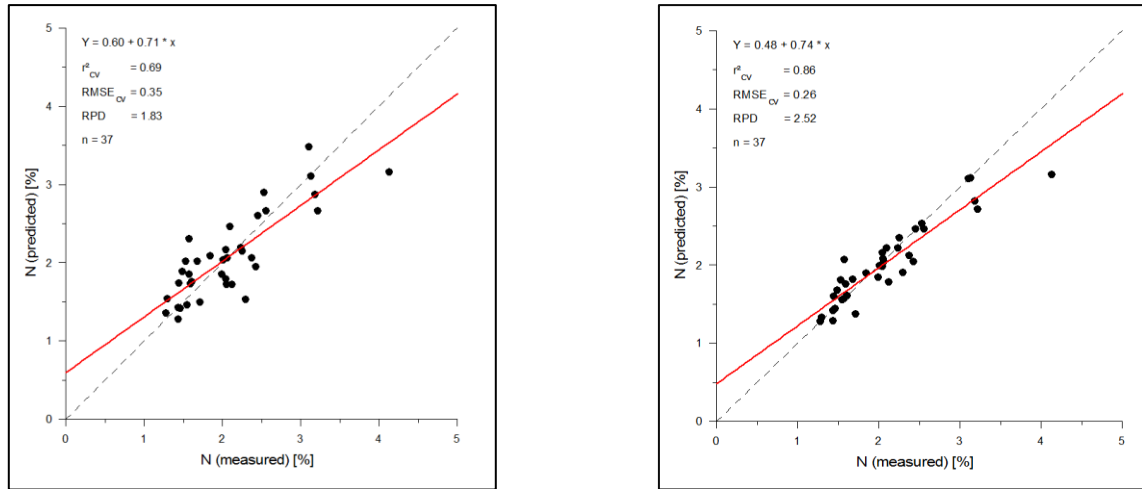 Y = 0.60 + 0.71 * x
r²cv = 0.69
RMSEcv = 0.35
RPD = 1.83
n = 37
5
4
3
2
1
0
N (predicted) [%]
0 1 2 3 4 5
N (measured) [%]
Y = 0.48 + 0.74 * x
r²cv = 0.86
RMSEcv = 0.26
RPD = 2.52
n = 37
5
4
3
2
1
0
N (predicted) [%]
0 1 2 3 4 5
N (measured) [%]